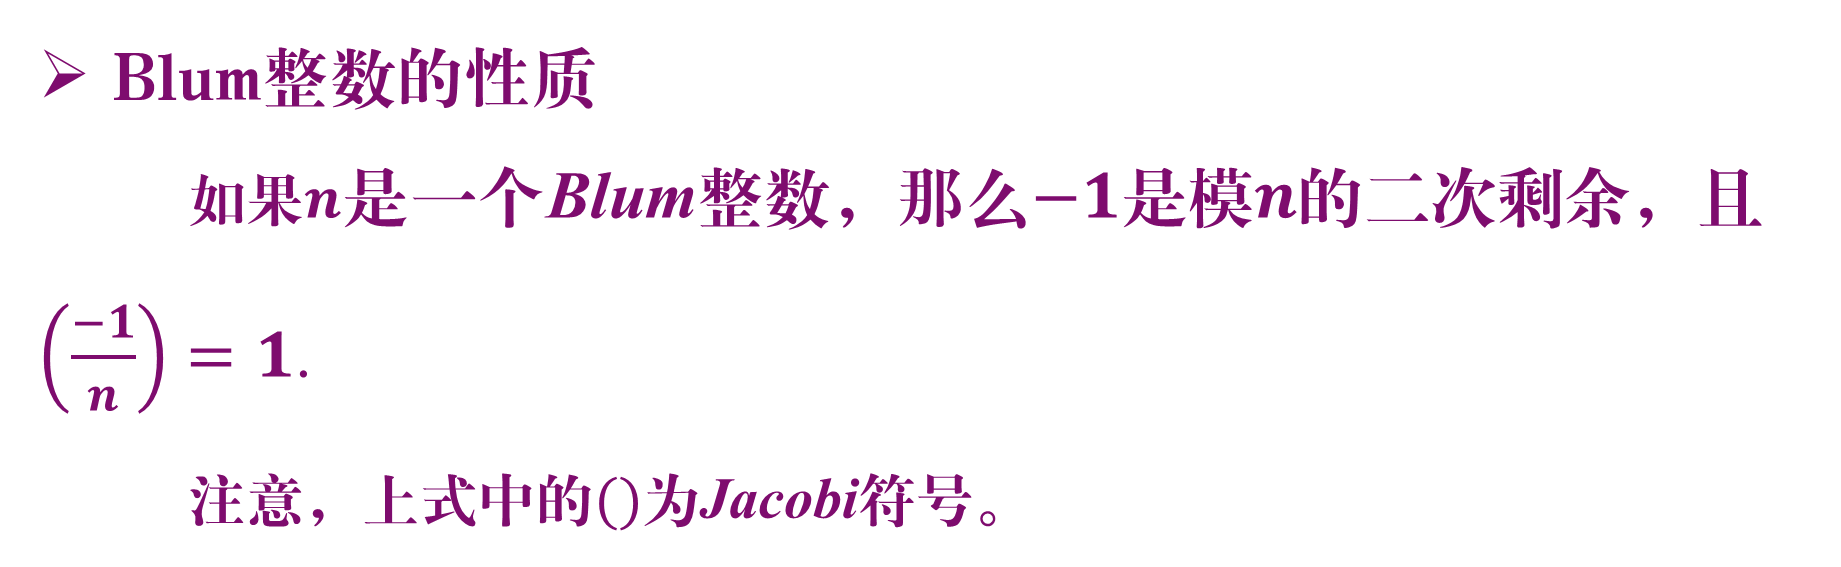 ➢ Blum整数的性质
如果n是一个Blum整数，那么−1是模n的二次剩余，且
(−1/n) = 1.
注意，上式中的()为Jacobi符号。